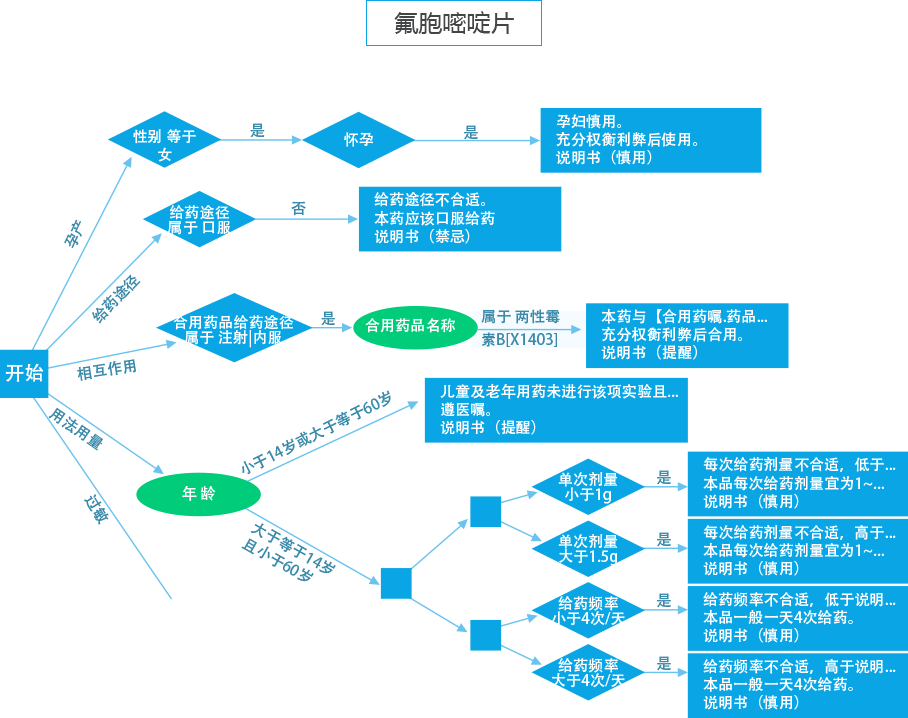 氟胞嘧啶片
性别 等于
女
是
怀孕
是
孕妇慎用。
充分权衡利弊后使用。
说明书（慎用）
孕产
给药途径
属于 口服
否
给药途径不合适。
本药应该口服给药
说明书（禁忌）
给药途径
合用药品给药途径
属于 注射|内服
是
合用药品名称
属于 两性霉
素B[X1403]
本药与【合用药嘱.药品...
充分权衡利弊后合用。
说明书（提醒）
相互作用
开始
用法用量
过敏
年龄
小于14岁或大于等于60岁
儿童及老年用药未进行该项实验且...
遵医嘱。
说明书（提醒）
大于等于14岁
且小于60岁
单次剂量
小于1g
是
每次给药剂量不合适，低于...
本品每次给药剂量宜为1~...
说明书（慎用）
单次剂量
大于1.5g
是
每次给药剂量不合适，高于...
本品每次给药剂量宜为1~...
说明书（慎用）
给药频率
小于4次/天
是
给药频率不合适，低于说明...
本品一般一天4次给药。
说明书（慎用）
给药频率
大于4次/天
是
给药频率不合适，高于说明...
本品一般一天4次给药。
说明书（慎用）